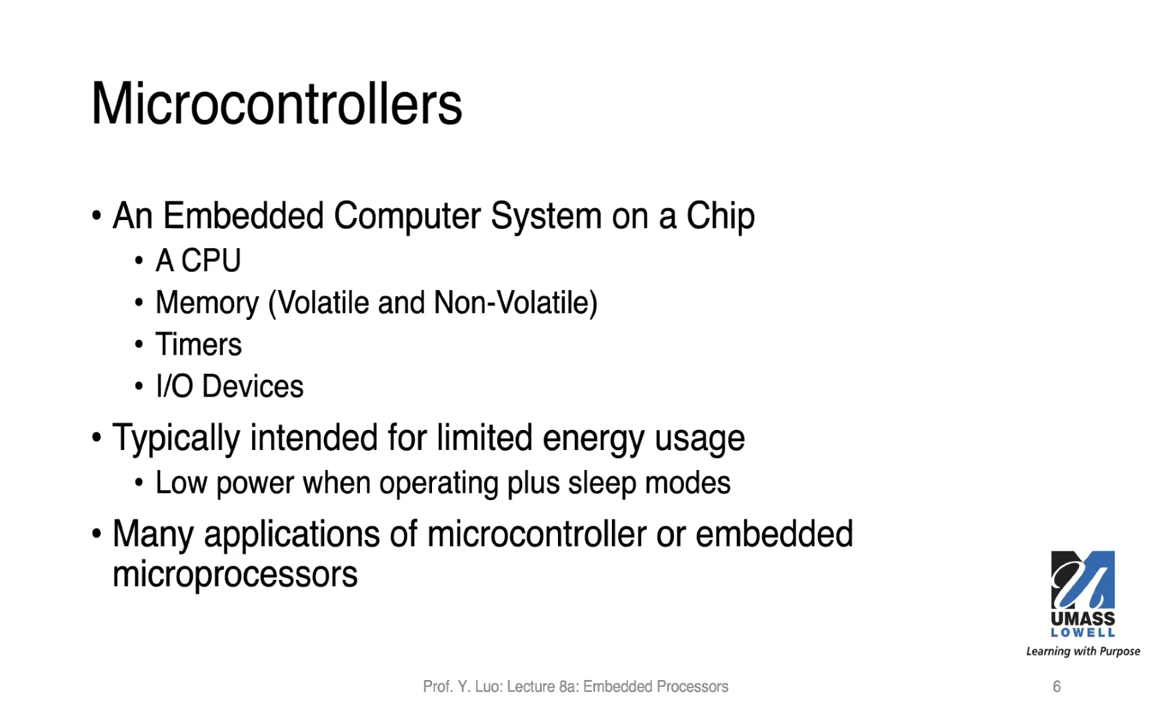 Microcontrollers
• An Embedded Computer System on a Chip
• A CPU
• Memory (Volatile and Non-Volatile)
• Timers
• I/O Devices
• Typically intended for limited energy usage
• Low power when operating plus sleep modes
• Many applications of microcontroller or embedded
microprocessors
UMASS
LOWELL
Learning with Purpose
Prof. Y. Luo: Lecture 8a: Embedded Processors
6